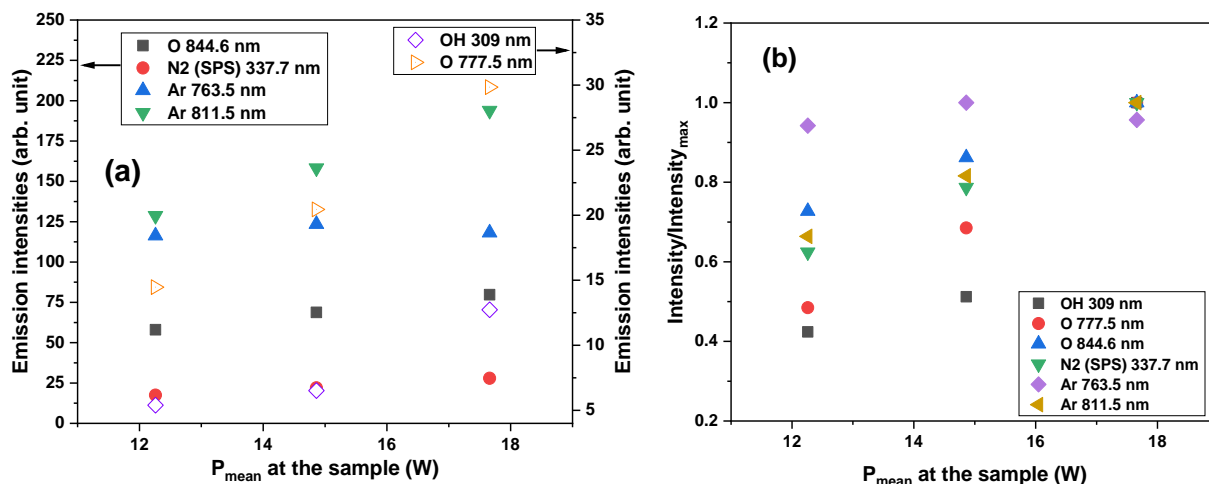 Emission intensities (arb. unit)
250
225
200
175
150
125
100
75
50
25
0
O 844.6 nm
N2 (SPS) 337.7 nm
Ar 763.5 nm
Ar 811.5 nm
OH 309 nm
O 777.5 nm
(a)
35
30
25
20
15
10
5
Emission intensities (arb. unit)
12 14 16 18
Pmean at the sample (W)
Intensity/Intensitymax
1.0
0.8
0.6
0.4
0.2
(b)
OH 309 nm
O 777.5 nm
O 844.6 nm
N2 (SPS) 337.7 nm
Ar 763.5 nm
Ar 811.5 nm
12 14 16 18
Pmean at the sample (W)